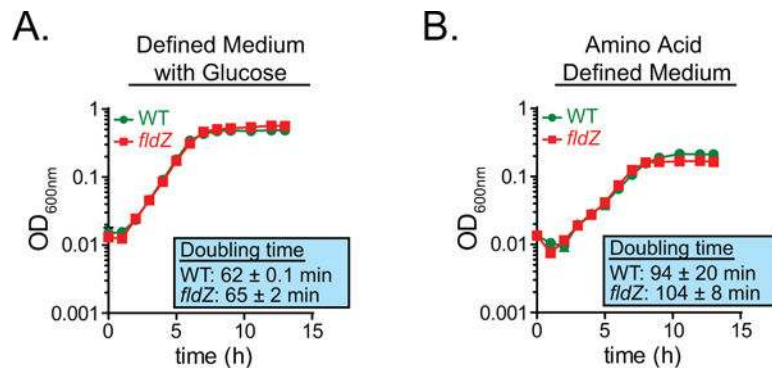 A.
Defined Medium
with Glucose
WT
fldZ
OD600nm
1
0.1
0.01
0.001
0
5
10
15
time (h)
Doubling time
WT: 62 ± 0.1 min
fldZ: 65 ± 2 min
B.
Amino Acid
Defined Medium
WT
fldZ
OD600nm
1
0.1
0.01
0.001
0
5
10
15
time (h)
Doubling time
WT: 94 ± 20 min
fldZ: 104 ± 8 min